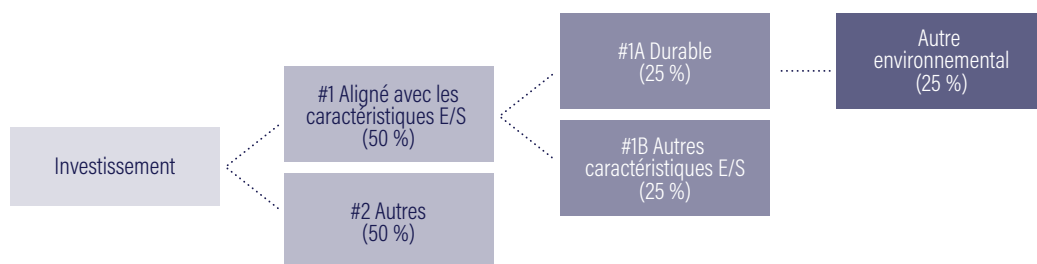 Investissement
#1 Aligné avec les
caractéristiques E/S
(50 %)
#2 Autres
(50 %)
#1A Durable
(25 %)
#1B Autres
caractéristiques E/S
(25 %)
Autre
environnemental
(25 %)